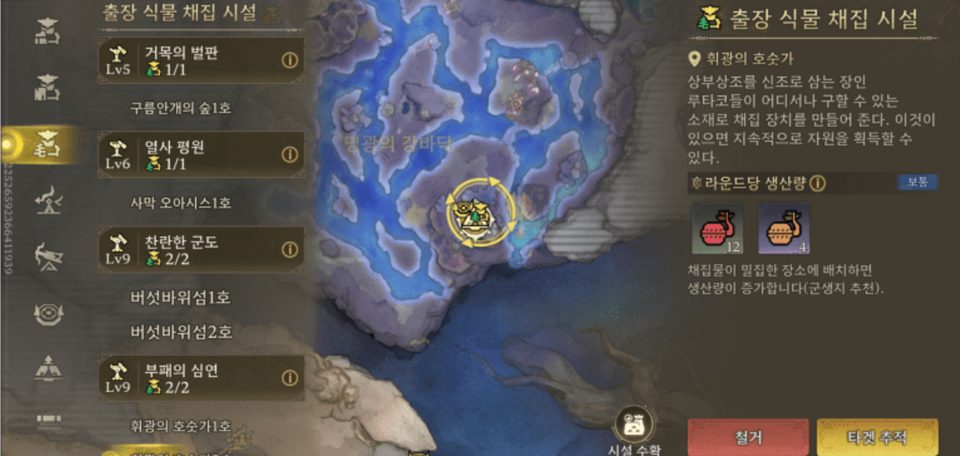 출장 식물 채집 시설
거목의 벌판
Lv5
1/1
구름안개의 숲1호
열사 평원
Lv6
1/1
사막 오아시스1호
찬란한 군도
Lv9
2/2
버섯바위섬1호
버섯바위섬2호
부패의 심연
Lv9
2/2
휘광의 호숫가1호
강바닥
시설 수확
출장 식물 채집 시설
휘광의 호숫가
상부상조를 신조로 삼는 장인
루타코들이 어디서나 구할 수 있는
소재로 채집 장치를 만들어 준다. 이것이
있으면 지속적으로 자원을 획득할 수
있다.
라운드당 생산량
보통
12
4
채집물이 밀집한 장소에 배치하면
생산량이 증가합니다(군생지 추천).
철거
타겟 추적